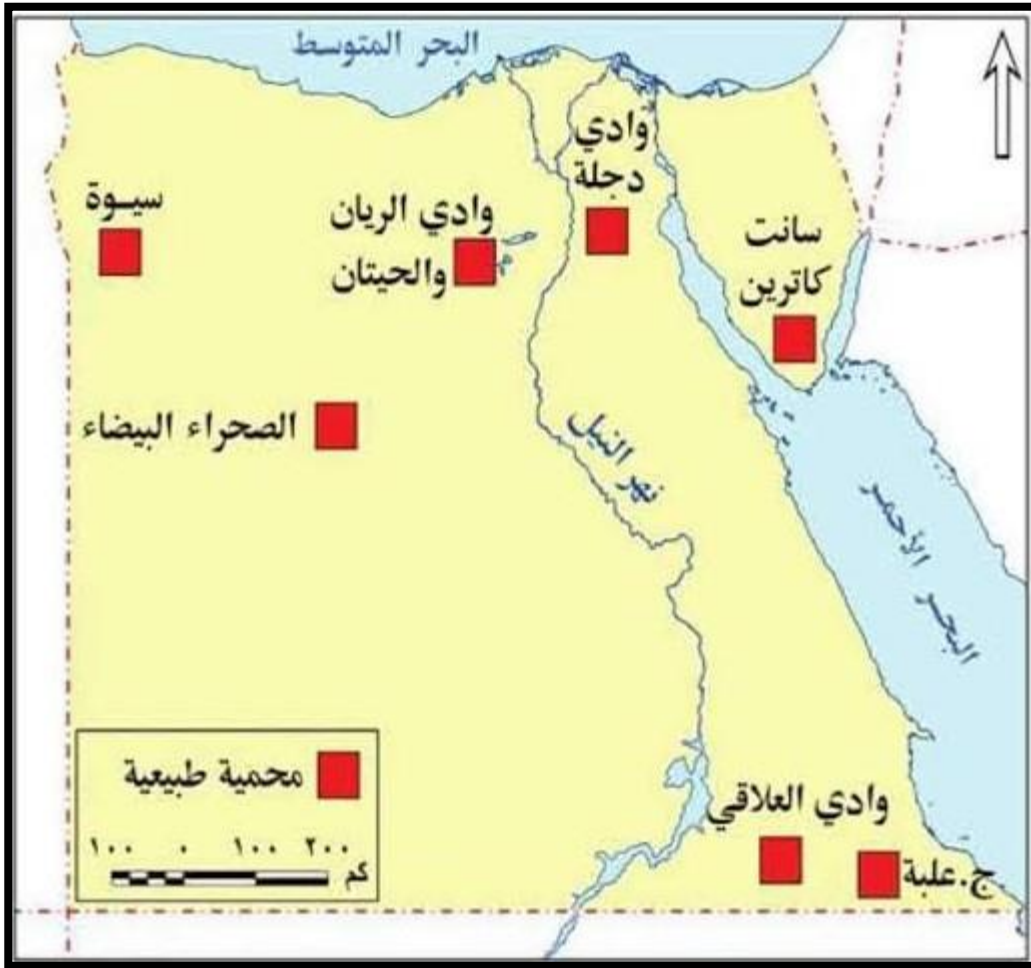 البحر المتوسط
وادي
دجلة
سيوة
وادي الريان
والحيتان
سانت
كاترين
الصحراء البيضاء
نهر النيل
البحر الأحمر
محمية طبيعية
وادي العلاقي
ج.علبة
١٠٠ ٠ ١٠٠ ٢٠٠
كم